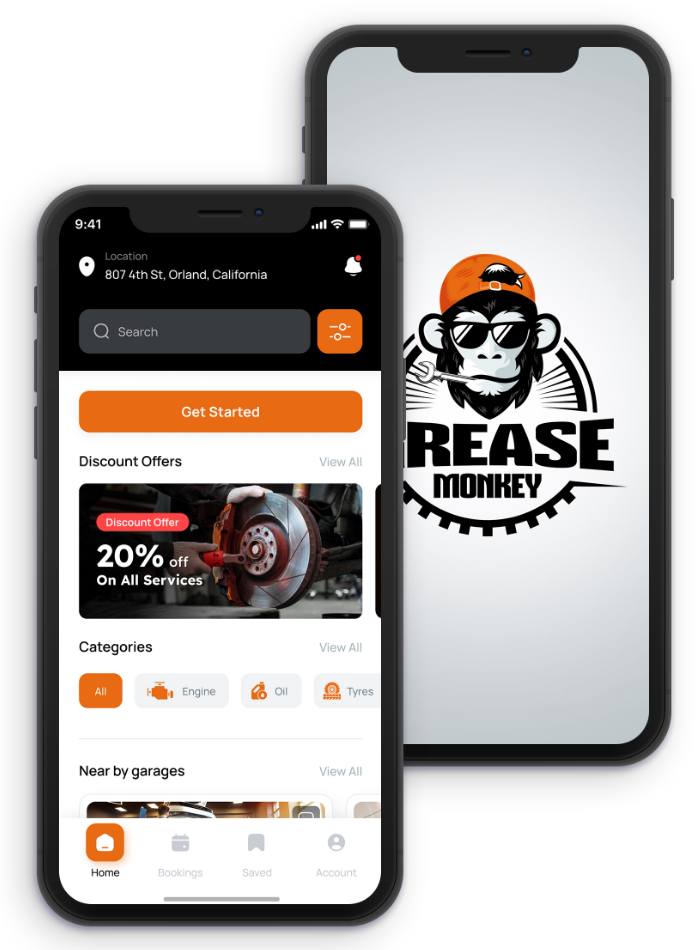 9:41
Location
807 4th St, Orland, California
Search
Get Started
Discount Offers View All
Discount Offer
20% off
On All Services
Categories View All
All Engine Oil Tyres
Near by garages View All
Home Bookings Saved Account
REASE
MONKEY